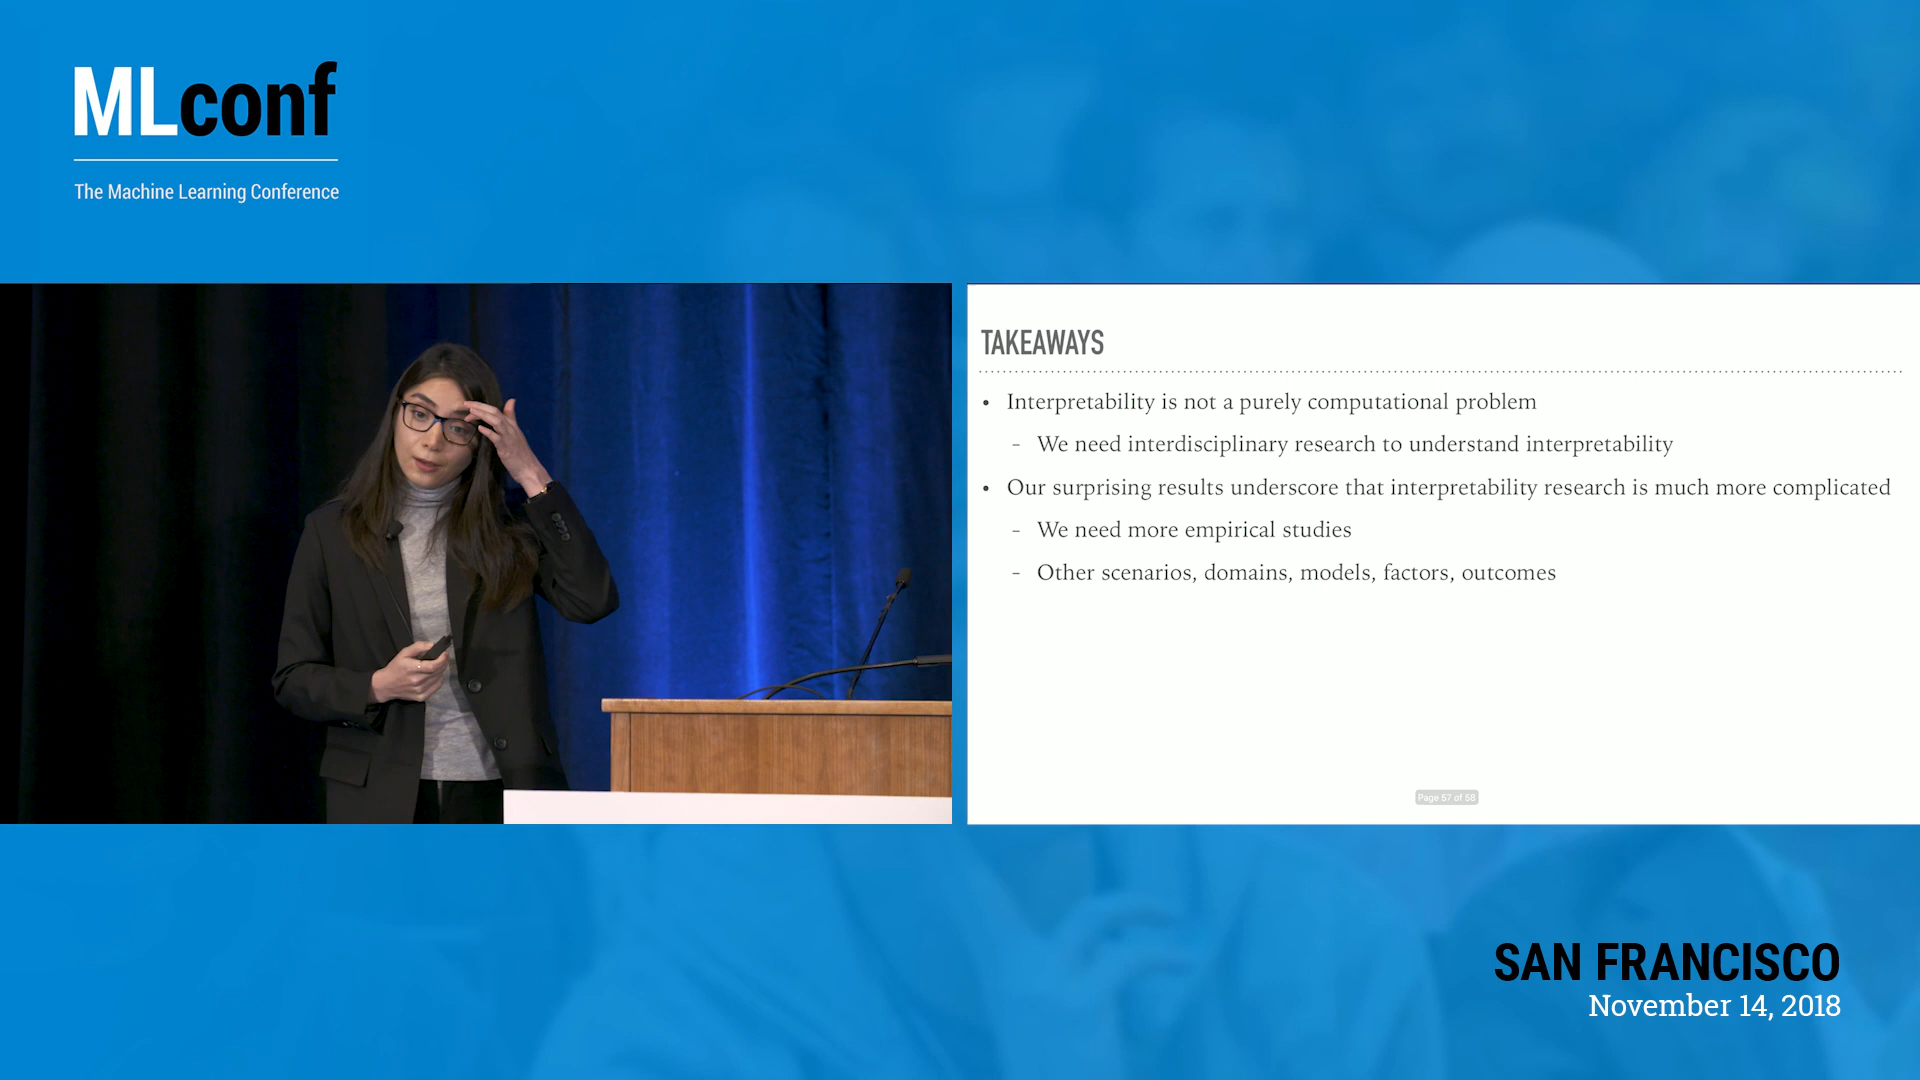 MLconf
The Machine Learning Conference
TAKEAWAYS
• Interpretability is not a purely computational problem
- We need interdisciplinary research to understand interpretability
• Our surprising results underscore that interpretability research is much more complicated
- We need more empirical studies
- Other scenarios, domains, models, factors, outcomes
Page 57 of 58
SAN FRANCISCO
November 14, 2018